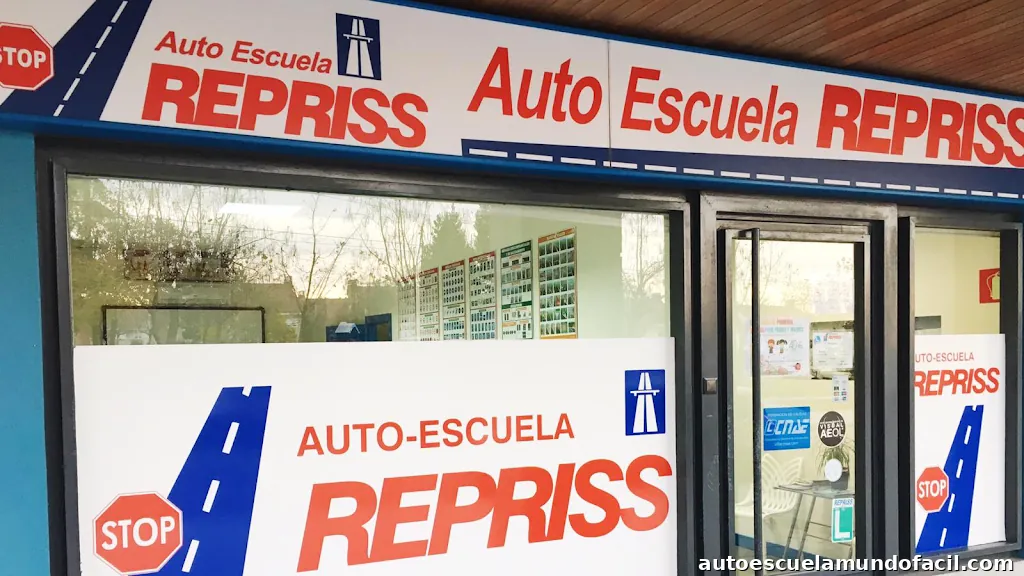 STOP
Auto Escuela
REPRISS
Auto Escuela REPRISS
AUTO-ESCUELA
REPRISS
STOP
CNAE
AEOL
L
AUTO-ESCUELA
REPRISS
STOP
autoescuelamundofacil.com